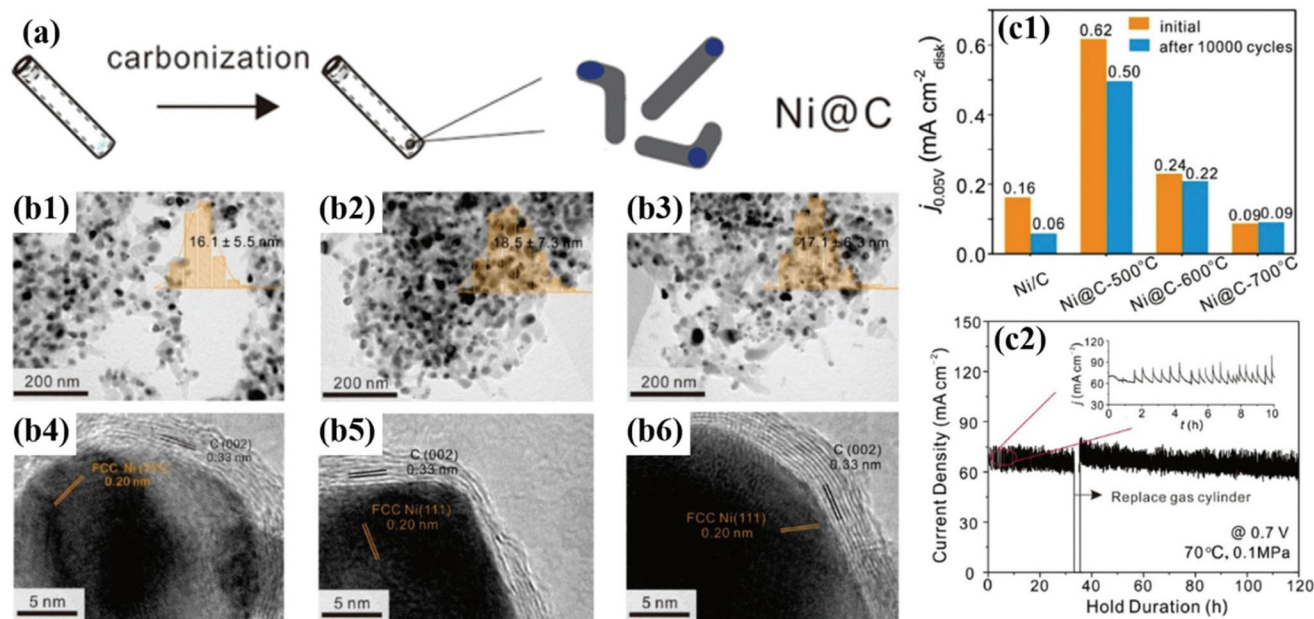 (a)
carbonization
Ni@C
(b1)
16.1 ± 5.5 nm
200 nm
(b2)
18.5 ± 7.3 nm
200 nm
(b3)
17.1 ± 6.3 nm
200 nm
(b4)
C (002)
0.33 nm
FCC Ni(111)
0.20 nm
5 nm
(b5)
C (002)
0.33 nm
FCC Ni(111)
0.20 nm
5 nm
(b6)
C (002)
0.33 nm
FCC Ni(111)
0.20 nm
5 nm
(c1)
initial
after 10000 cycles
j0.05V (mA cm−2 disk)
0.6
0.4
0.2
0.0
0.16
0.06
0.62
0.50
0.24
0.22
0.09
0.09
Ni/C
Ni@C-500°C
Ni@C-600°C
Ni@C-700°C
(c2)
Current Density (mA cm−2)
150
120
90
60
30
0
j (mA cm−2)
120
90
60
30
0 2 4 6 8 10
t (h)
Replace gas cylinder
@ 0.7 V
70°C, 0.1MPa
0 20 40 60 80 100 120
Hold Duration (h)